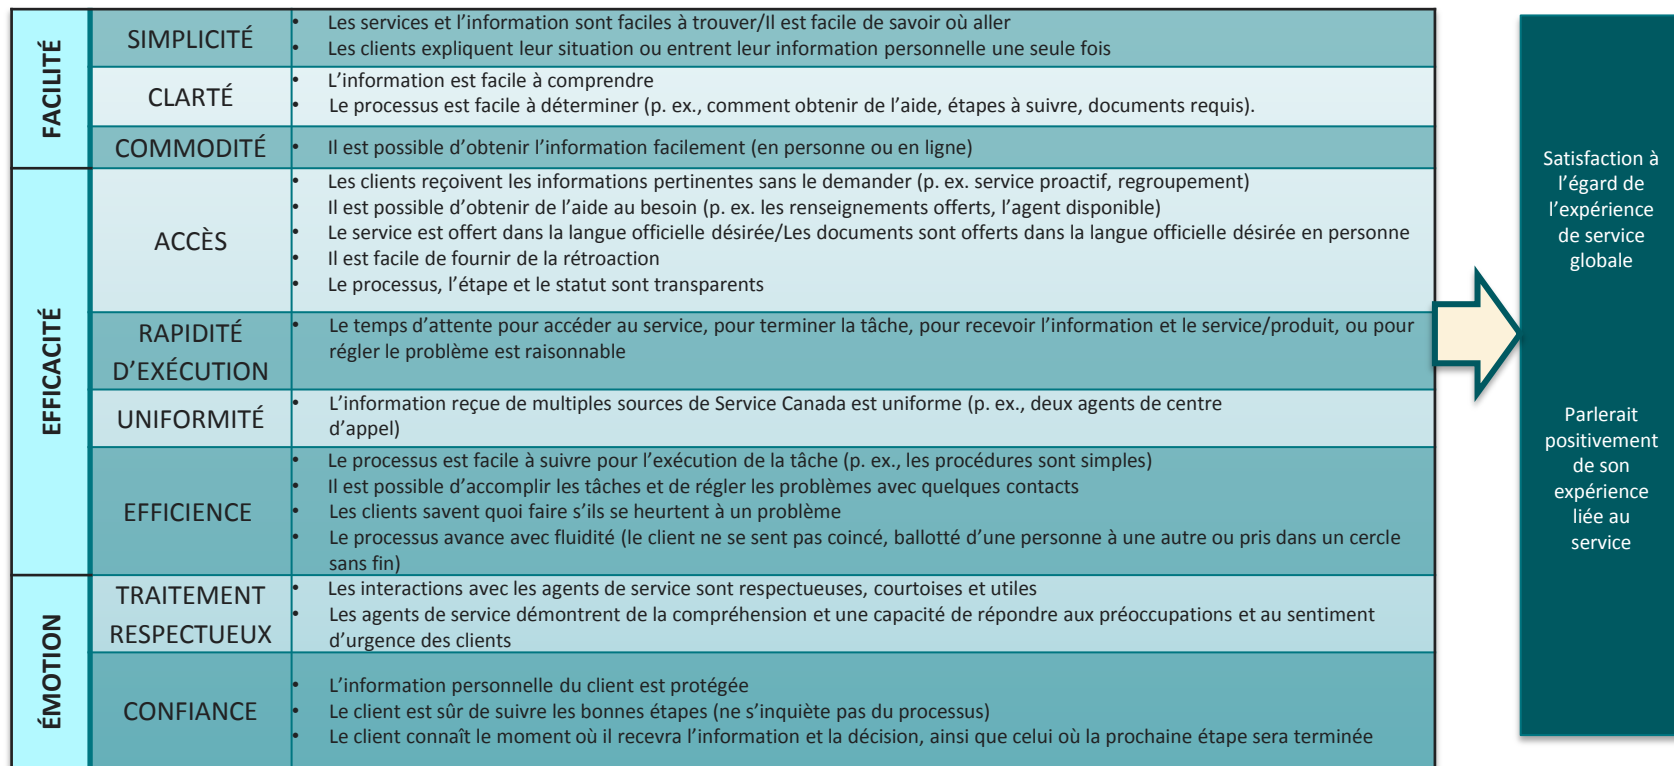 FACILITÉ
SIMPLICITÉ
• Les services et l'information sont faciles à trouver/Il est facile de savoir où aller
• Les clients expliquent leur situation ou entrent leur information personnelle une seule fois
CLARTÉ
• L'information est facile à comprendre
• Le processus est facile à déterminer (p. ex., comment obtenir de l'aide, étapes à suivre, documents requis).
COMMODITÉ
• Il est possible d'obtenir l'information facilement (en personne ou en ligne)
EFFICACITÉ
ACCÈS
• Les clients reçoivent les informations pertinentes sans le demander (p. ex. service proactif, regroupement)
• Il est possible d'obtenir de l'aide au besoin (p. ex. les renseignements offerts, l'agent disponible)
• Le service est offert dans la langue officielle désirée/Les documents sont offerts dans la langue officielle désirée en personne
• Il est facile de fournir de la rétroaction
• Le processus, l'étape et le statut sont transparents
RAPIDITÉ
D'EXÉCUTION
• Le temps d'attente pour accéder au service, pour terminer la tâche, pour recevoir l'information et le service/produit, ou pour
régler le problème est raisonnable
UNIFORMITÉ
• L'information reçue de multiples sources de Service Canada est uniforme (p. ex., deux agents de centre
d'appel)
EFFICIENCE
• Le processus est facile à suivre pour l'exécution de la tâche (p. ex., les procédures sont simples)
• Il est possible d'accomplir les tâches et de régler les problèmes avec quelques contacts
• Les clients savent quoi faire s'ils se heurtent à un problème
• Le processus avance avec fluidité (le client ne se sent pas coincé, ballotté d'une personne à une autre ou pris dans un cercle
sans fin)
ÉMOTION
TRAITEMENT
RESPECTUEUX
• Les interactions avec les agents de service sont respectueuses, courtoises et utiles
• Les agents de service démontrent de la compréhension et une capacité de répondre aux préoccupations et au sentiment
d'urgence des clients
CONFIANCE
• L'information personnelle du client est protégée
• Le client est sûr de suivre les bonnes étapes (ne s'inquiète pas du processus)
• Le client connaît le moment où il recevra l'information et la décision, ainsi que celui où la prochaine étape sera terminée
Satisfaction à
l'égard de
l'expérience
de service
globale
Parlerait
positivement
de son
expérience
liée au
service